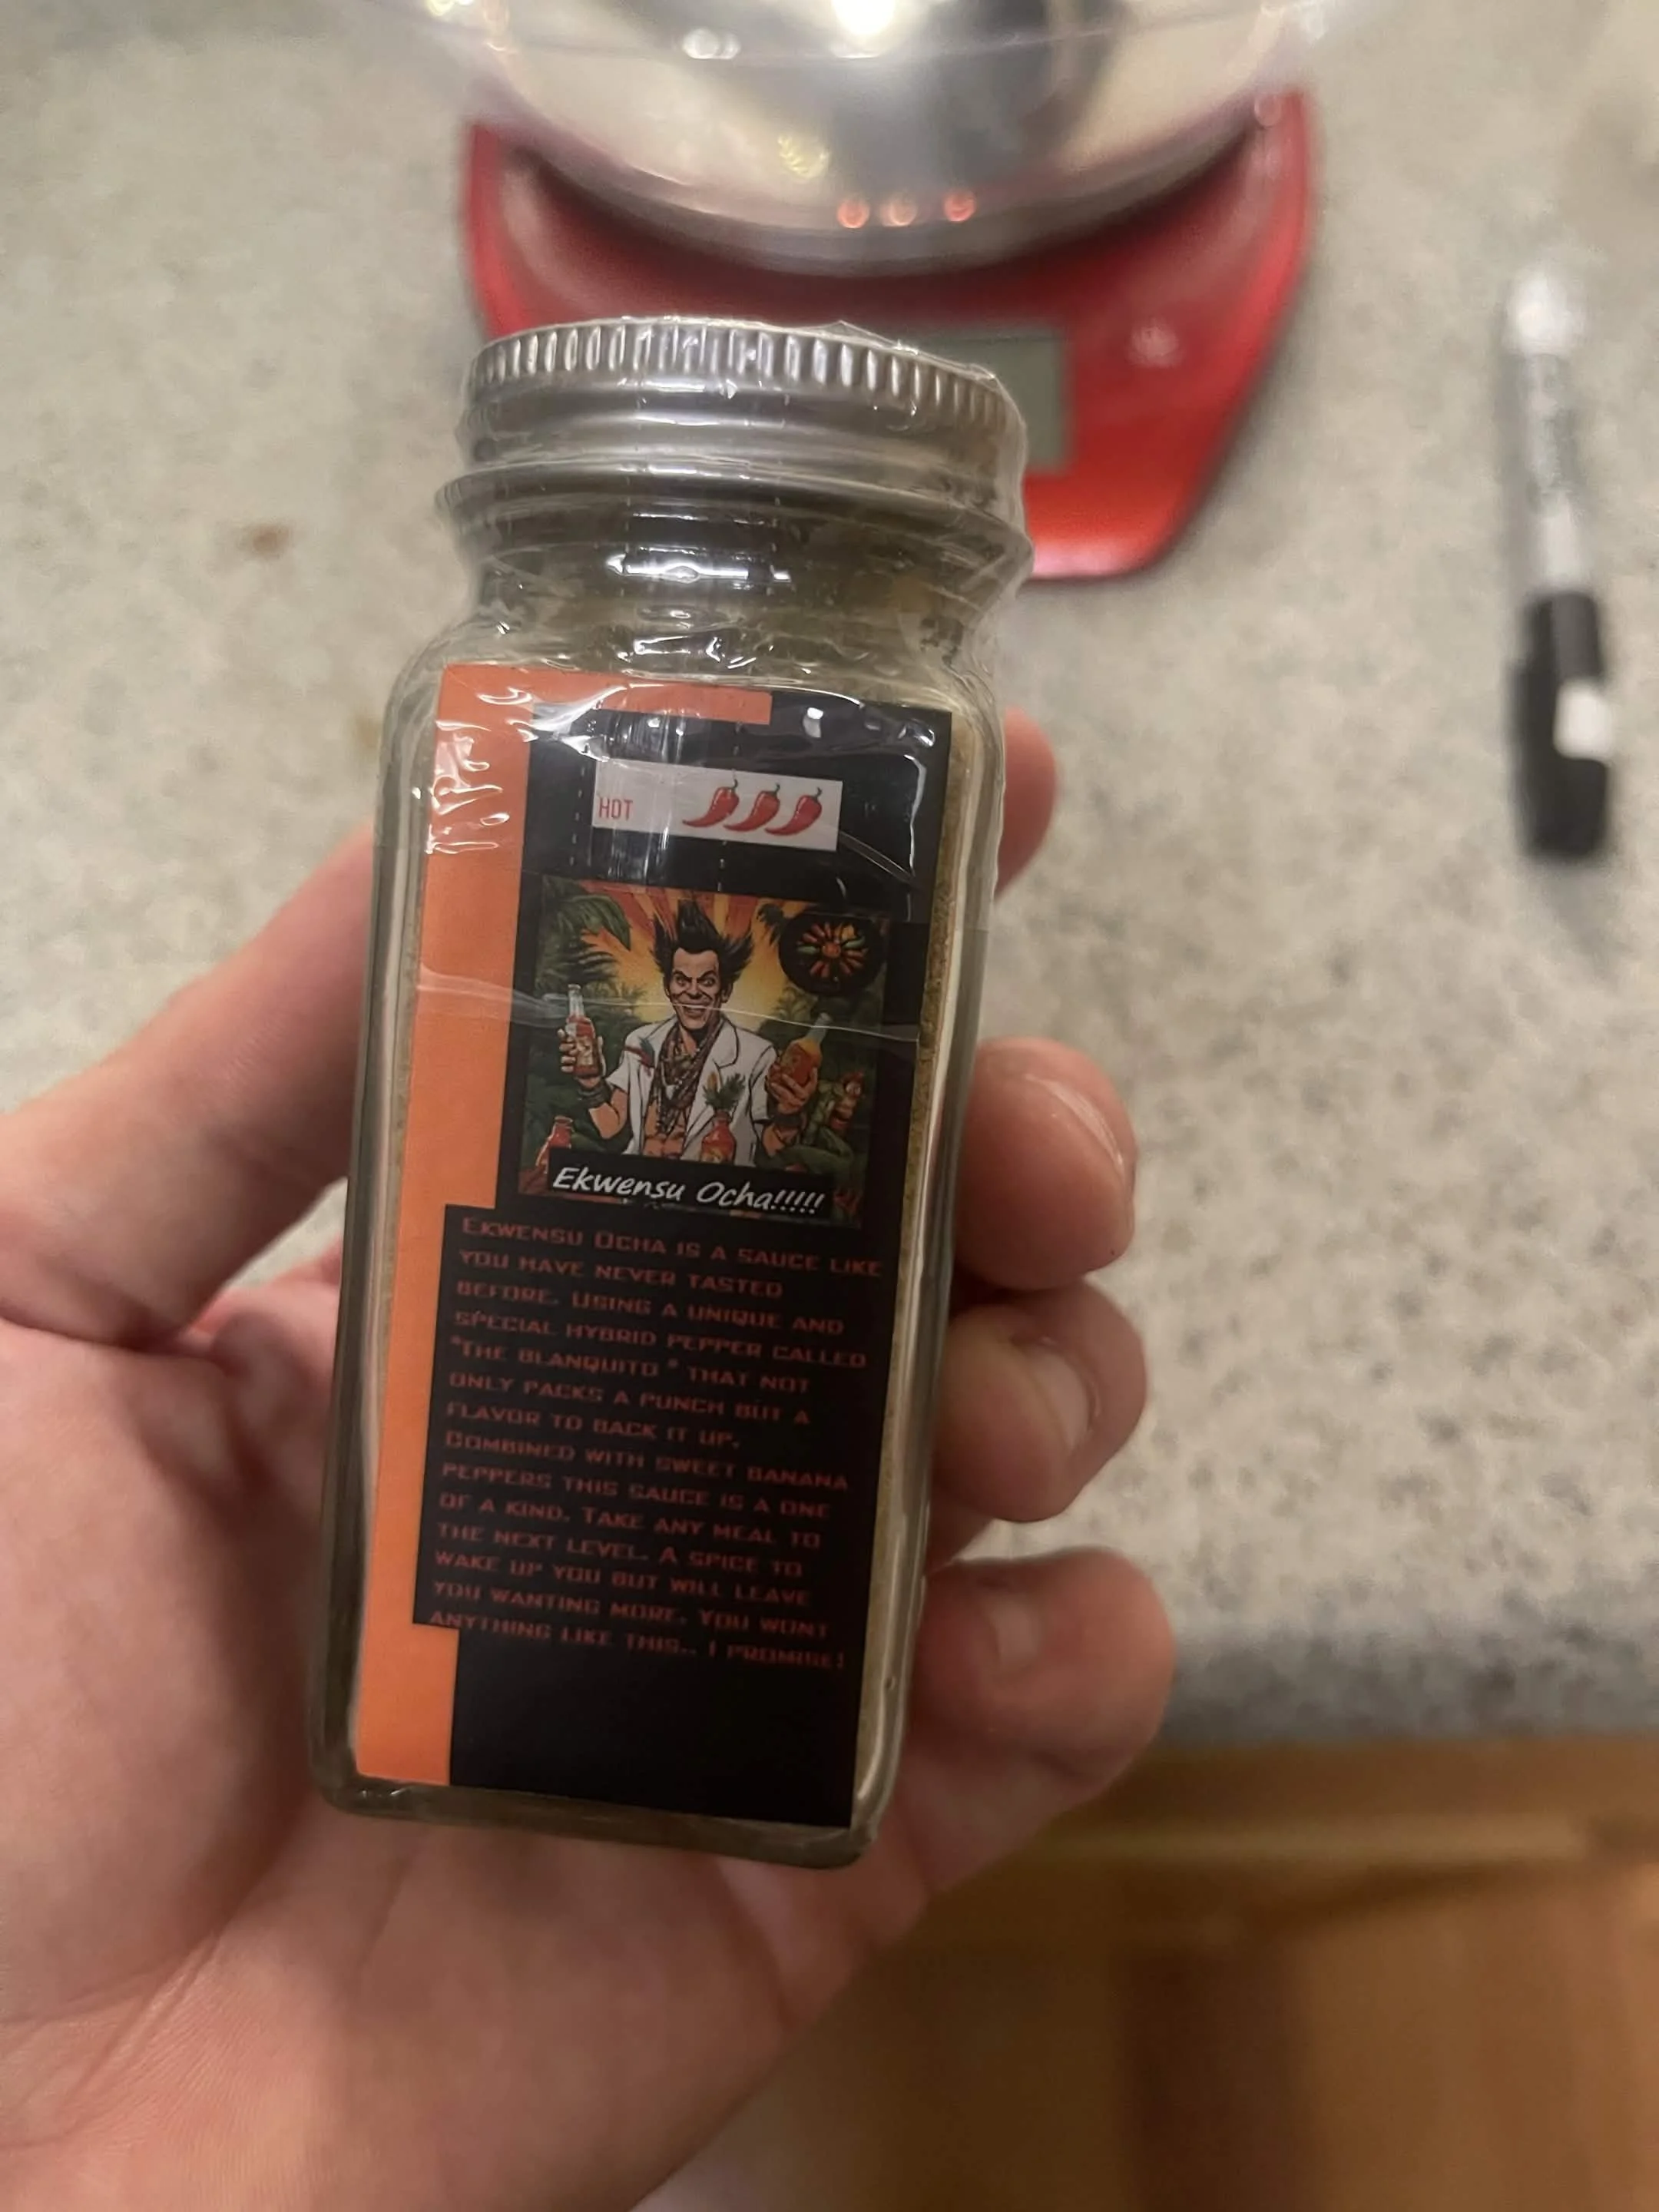 HOT
Ekwensu Ocha!!!!!
EKWENSU OCHA IS A SAUCE LIKE
YOU HAVE NEVER TASTED
BEFORE. USING A UNIQUE AND
SPECIAL HYBRID PEPPER CALLED
"THE BLANQUITO " THAT NOT
ONLY PACKS A PUNCH BUT A
FLAVOR TO BACK IT UP.
COMBINED WITH SWEET BANANA
PEPPERS THIS SAUCE IS A ONE
OF A KIND. TAKE ANY MEAL TO
THE NEXT LEVEL. A SPICE TO
WAKE UP YOU BUT WILL LEAVE
YOU WANTING MORE. YOU WONT
ANYTHING LIKE THIS.. I PROMISE!